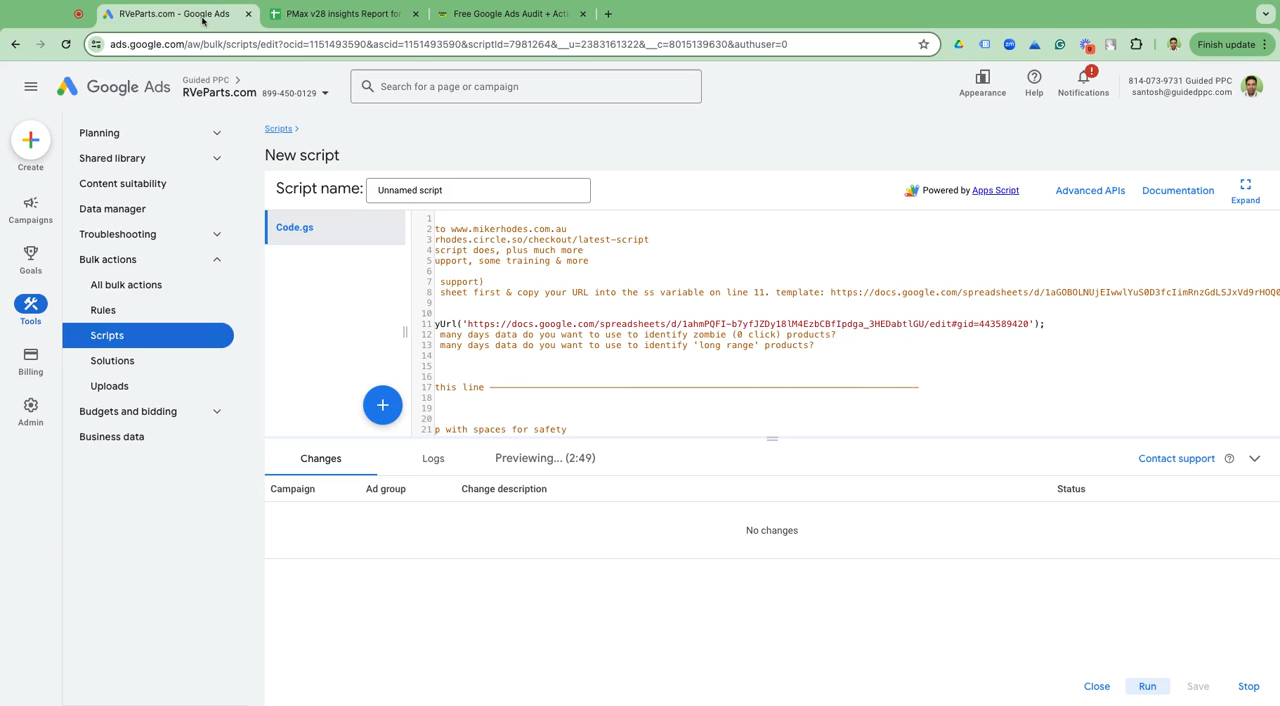 RVeParts.com - Google Ads
PMax v28 insights Report for
Free Google Ads Audit + Acti
ads.google.com/aw/bulk/scripts/edit?ocid=1151493590&ascid=1151493590&scriptId=7981264&__u=2383161322&__c=8015139630&authuser=0
Finish update
Google Ads
Guided PPC
RVeParts.com 899-450-0129
Search for a page or campaign
Appearance
Help
Notifications
814-073-9731 Guided PPC
santosh@guidedppc.com
Create
Campaigns
Goals
Tools
Billing
Admin
Planning
Shared library
Content suitability
Data manager
Troubleshooting
Bulk actions
All bulk actions
Rules
Scripts
Solutions
Uploads
Budgets and bidding
Business data
Scripts
New script
Script name: Unnamed script
Powered by Apps Script
Advanced APIs
Documentation
Expand
Code.gs
1
2 to www.mikerhodes.com.au
3 rhodes.circle.so/checkout/latest-script
4 script does, plus much more
5 upport, some training & more
6
7 support)
8 sheet first & copy your URL into the ss variable on line 11. template: https://docs.google.com/spreadsheets/d/1aGOBOLNUjEIwwlYuS0D3fcIimRnzGdLSJxVd9rHOQ0
9
10
11 yUrl('https://docs.google.com/spreadsheets/d/1ahmPQFI-b7yfJZDy18lM4EzbCBfIpdga_3HEDabtlGU/edit#gid=443589420');
12 many days data do you want to use to identify zombie (0 click) products?
13 many days data do you want to use to identify 'long range' products?
14
15
16
17 this line
18
19
20
21 p with spaces for safety
Changes
Logs
Previewing... (2:49)
Contact support
Campaign
Ad group
Change description
Status
No changes
Close
Run
Save
Stop